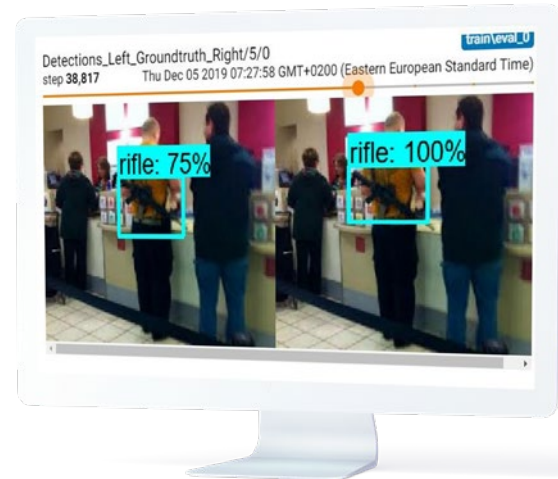 train\eval_0
Detections_Left_Groundtruth_Right/5/0
step 38,817 Thu Dec 05 2019 07:27:58 GMT+0200 (Eastern European Standard Time)
rifle: 75%
rifle: 100%